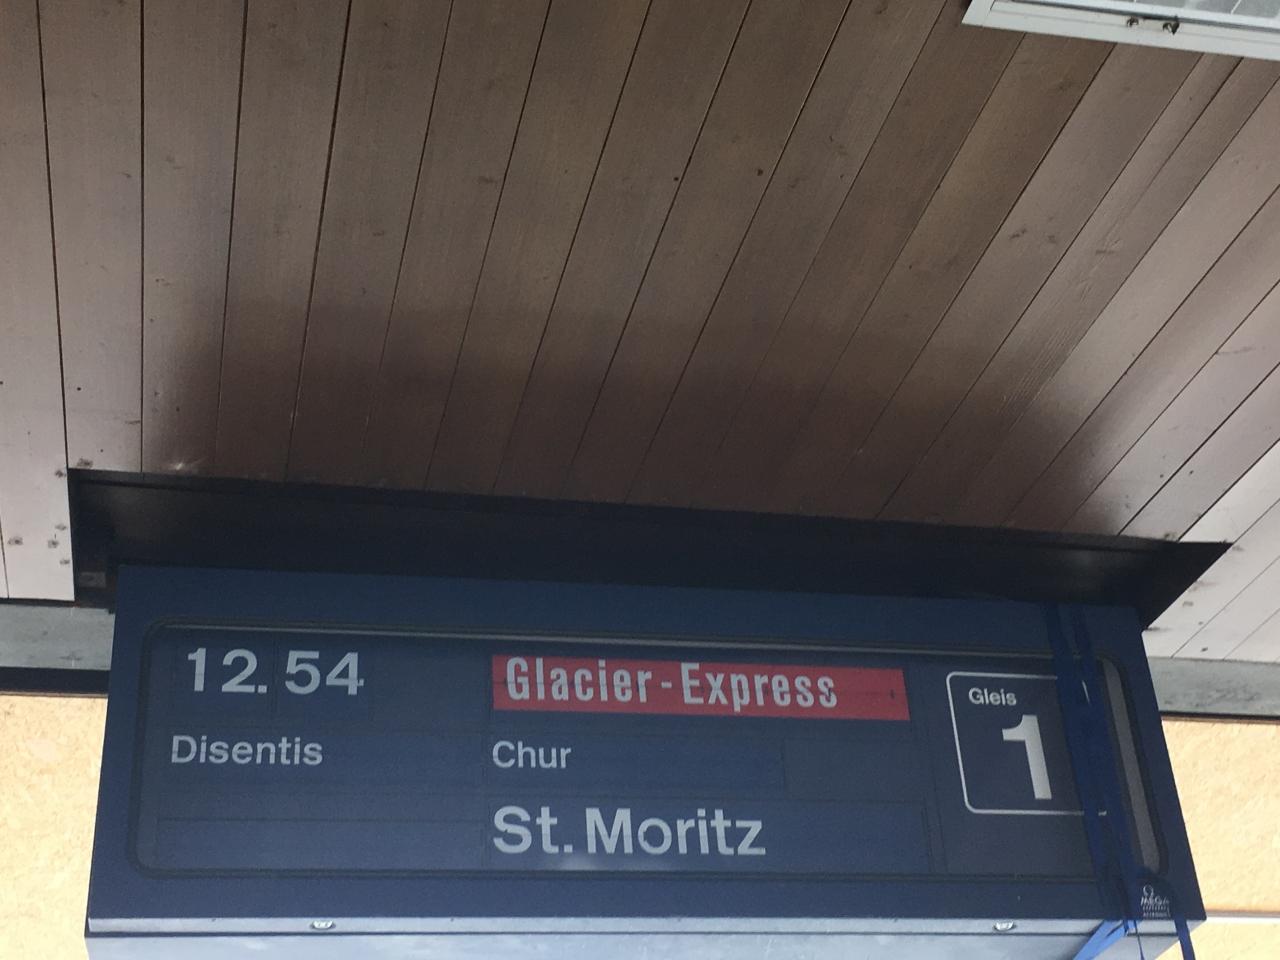 12.54 Glacier-Express Gleis
Disentis Chur 1
St. Moritz
Ω